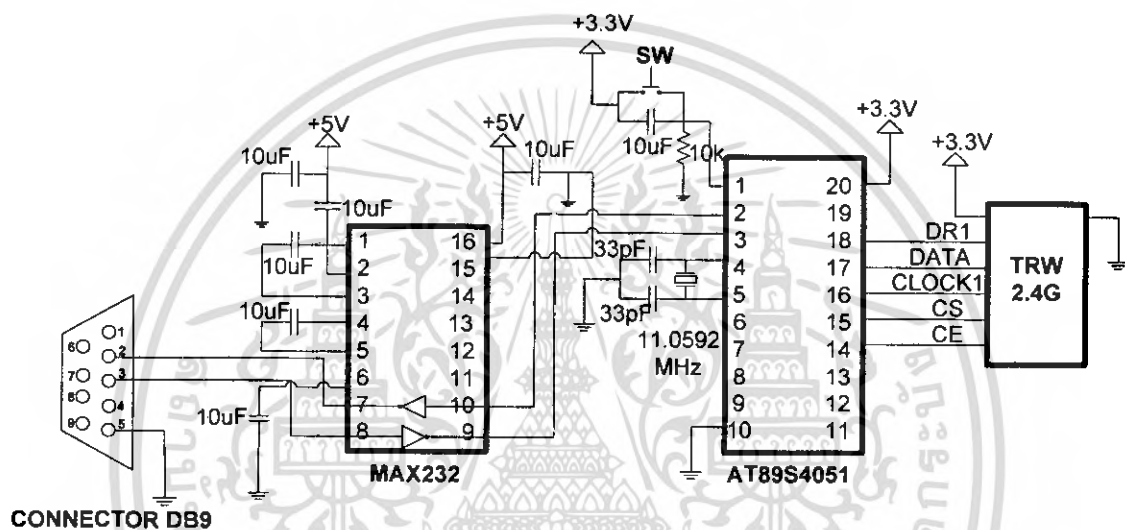 +3.3V
SW
+3.3V
+5V
+5V
10uF
10uF
10uF
10uF
10k
10uF
10uF
10uF
1
2
3
4
5
6
7
8
16
15
14
13
12
11
10
9
MAX232
33pF
33pF
11.0592
MHz
1
2
3
4
5
6
7
8
9
10
20
19
18
17
16
15
14
13
12
11
AT89S4051
+3.3V
DR1
DATA
CLOCK1
CS
CE
TRW
2.4G
1
6
2
7
3
8
4
9
5
CONNECTOR DB9